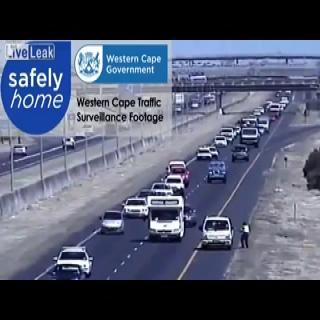 LiveLeak
safely
home
Western Cape
Government
Western Cape Traffic
Surveillance Footage